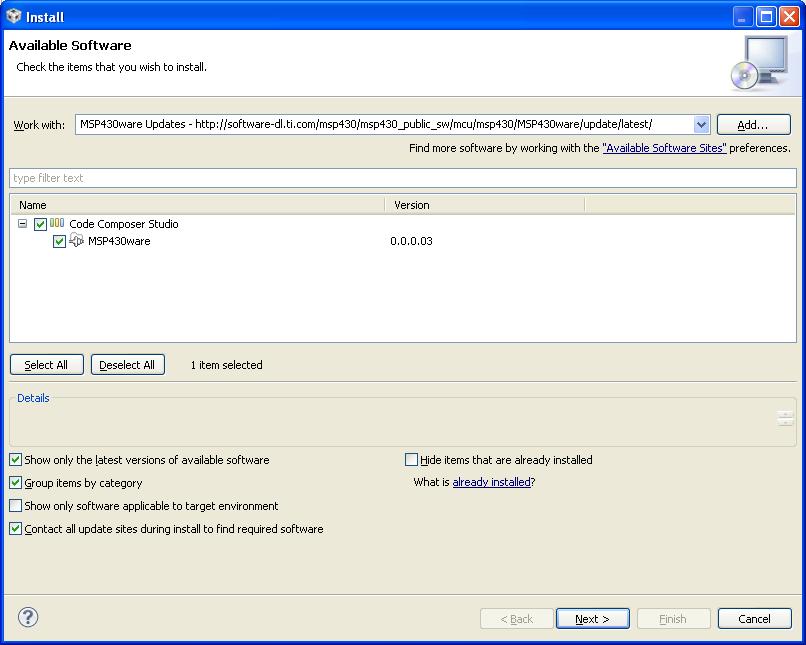 Install
Available Software
Check the items that you wish to install.
Work with: MSP430ware Updates - http://software-dl.ti.com/msp430/msp430_public_sw/mcu/msp430/MSP430ware/update/latest/ Add...
Find more software by working with the "Available Software Sites" preferences.
type filter text
Name Version
Code Composer Studio
MSP430ware 0.0.0.03
Select All Deselect All 1 item selected
Details
Show only the latest versions of available software Hide items that are already installed
Group items by category What is already installed?
Show only software applicable to target environment
Contact all update sites during install to find required software
? < Back Next > Finish Cancel